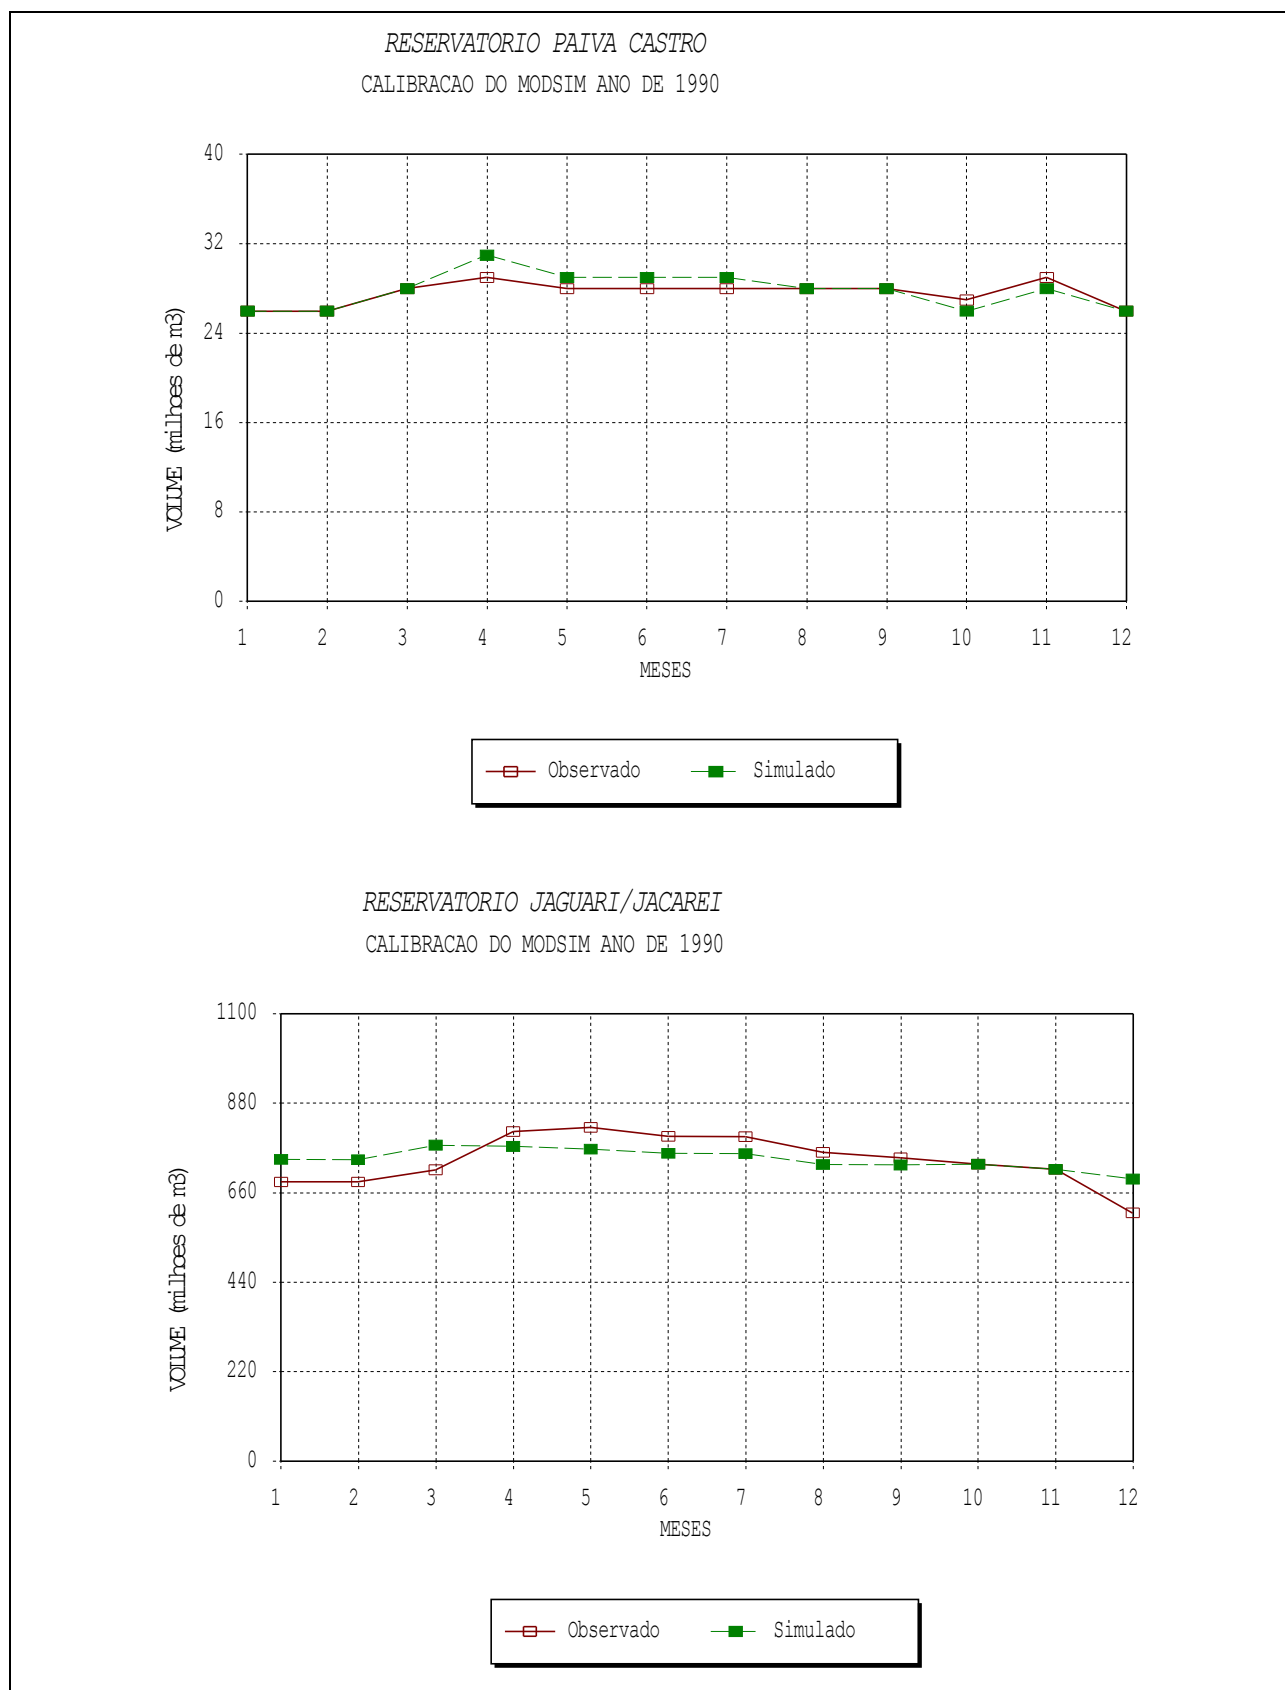 RESERVATORIO PAIVA CASTRO
CALIBRACAO DO MODSIM ANO DE 1990
40
32
24
16
8
0
VOLUME (milhoes de m3)
1 2 3 4 5 6 7 8 9 10 11 12
MESES
Observado Simulado
RESERVATORIO JAGUARI/JACAREI
CALIBRACAO DO MODSIM ANO DE 1990
1100
880
660
440
220
0
VOLUME (milhoes de m3)
1 2 3 4 5 6 7 8 9 10 11 12
MESES
Observado Simulado